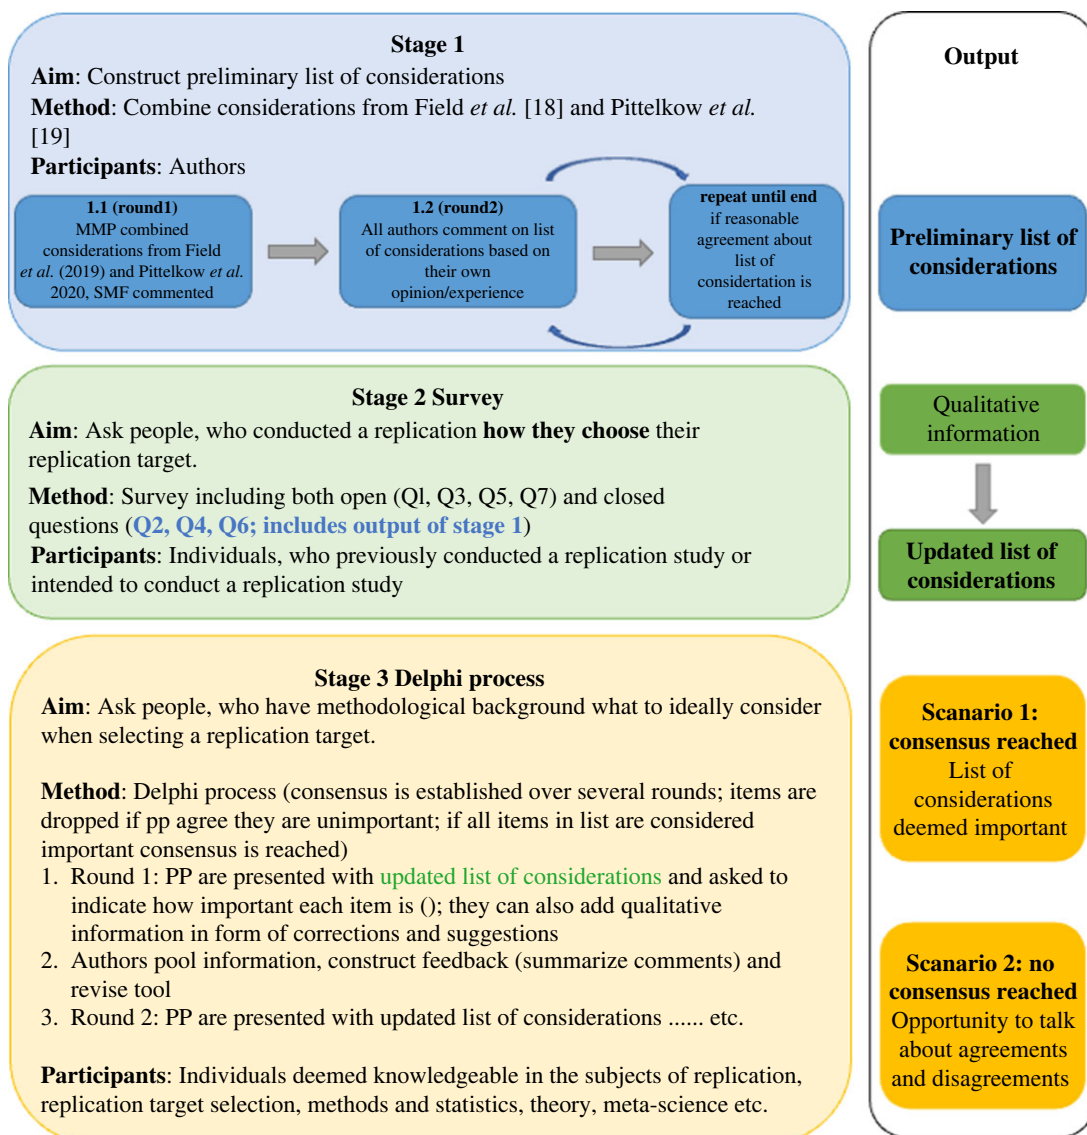 Stage 1
Aim: Construct preliminary list of considerations
Method: Combine considerations from Field et al. [18] and Pittelkow et al.
[19]
Participants: Authors
1.1 (round1)
MMP combined
considerations from Field
et al. (2019) and Pittelkow et al.
2020, SMF commented
1.2 (round2)
All authors comment on list
of considerations based on
their own
opinion/experience
repeat until end
if reasonable
agreement about
list of
considertation is
reached
Stage 2 Survey
Aim: Ask people, who conducted a replication how they choose their
replication target.
Method: Survey including both open (Ql, Q3, Q5, Q7) and closed
questions (Q2, Q4, Q6; includes output of stage 1)
Participants: Individuals, who previously conducted a replication study or
intended to conduct a replication study
Stage 3 Delphi process
Aim: Ask people, who have methodological background what to ideally consider
when selecting a replication target.
Method: Delphi process (consensus is established over several rounds; items are
dropped if pp agree they are unimportant; if all items in list are considered
important consensus is reached)
1. Round 1: PP are presented with updated list of considerations and asked to
indicate how important each item is (); they can also add qualitative
information in form of corrections and suggestions
2. Authors pool information, construct feedback (summarize comments) and
revise tool
3. Round 2: PP are presented with updated list of considerations ...... etc.
Participants: Individuals deemed knowledgeable in the subjects of replication,
replication target selection, methods and statistics, theory, meta-science etc.
Output
Preliminary list of
considerations
Qualitative
information
Updated list of
considerations
Scanario 1:
consensus reached
List of
considerations
deemed important
Scanario 2: no
consensus reached
Opportunity to talk
about agreements
and disagreements